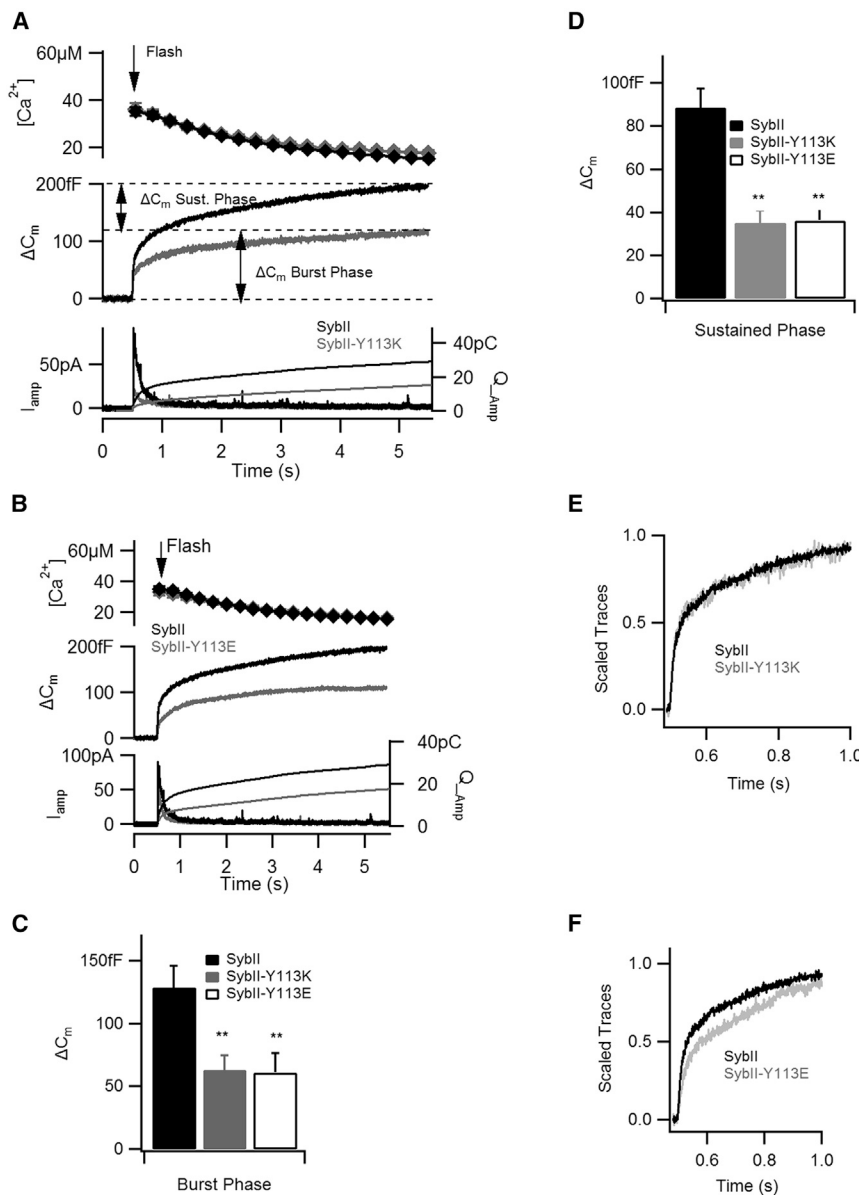 A
60µM
Flash
40
[Ca2+]
20
200fF
ΔCm Sust. Phase
ΔCm
100
ΔCm Burst Phase
0
SybII
SybII-Y113K
40pC
50pA
20
Iamp
Q_Amp
0
0
0 1 2 3 4 5
Time (s)
B
60µM
Flash
40
[Ca2+]
20
200fF
SybII
SybII-Y113E
ΔCm
100
0
100pA
40pC
50
20
Iamp
Q_Amp
0
0
0 1 2 3 4 5
Time (s)
C
150fF
SybII
SybII-Y113K
SybII-Y113E
100
ΔCm
** **
50
0
Burst Phase
D
100fF
SybII
SybII-Y113K
SybII-Y113E
80
ΔCm
60
** **
40
20
0
Sustained Phase
E
1.0
Scaled Traces
0.5
SybII
SybII-Y113K
0.0
0.6 0.8 1.0
Time (s)
F
1.0
Scaled Traces
0.5
SybII
SybII-Y113E
0.0
0.6 0.8 1.0
Time (s)